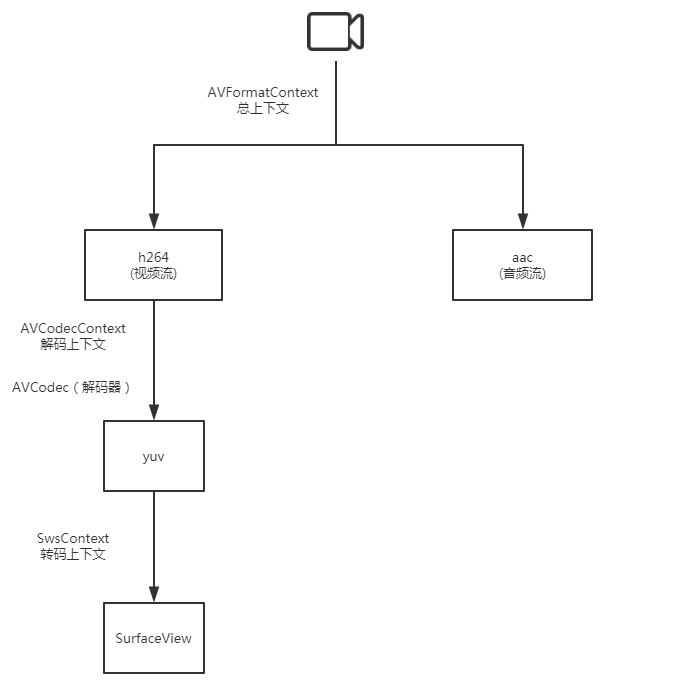 AVFormatContext
总上下文
h264
(视频流)
aac
(音频流)
AVCodecContext
解码上下文
AVCodec（解码器）
yuv
SwsContext
转码上下文
SurfaceView